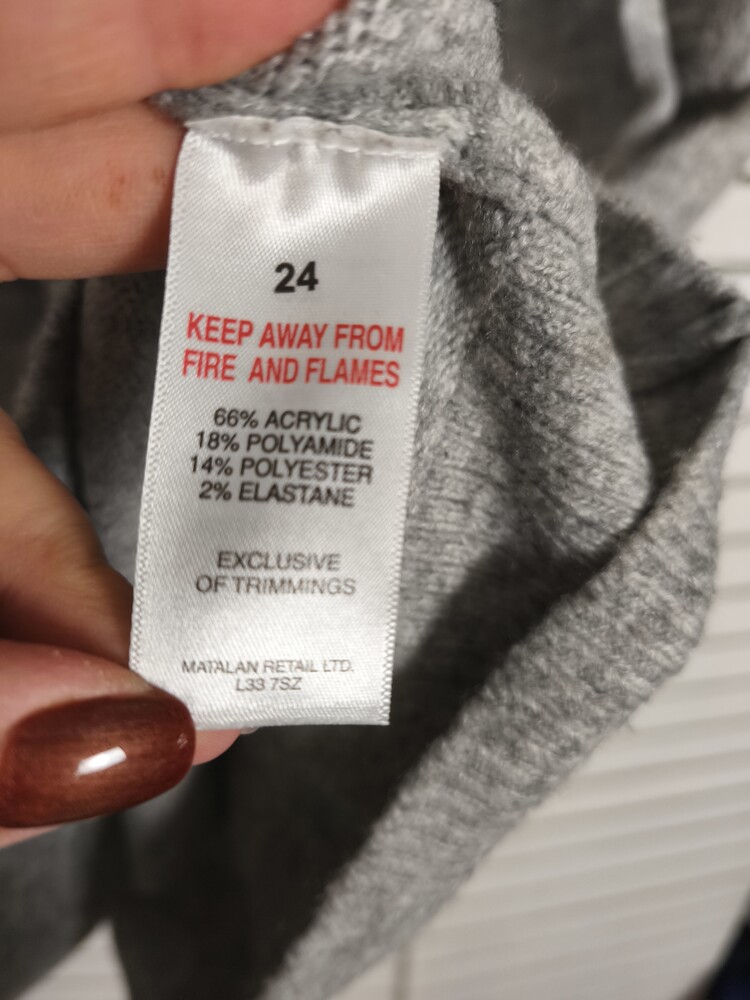 24
KEEP AWAY FROM
FIRE AND FLAMES
66% ACRYLIC
18% POLYAMIDE
14% POLYESTER
2% ELASTANE
EXCLUSIVE
OF TRIMMINGS
MATALAN RETAIL LTD.
L33 7SZ